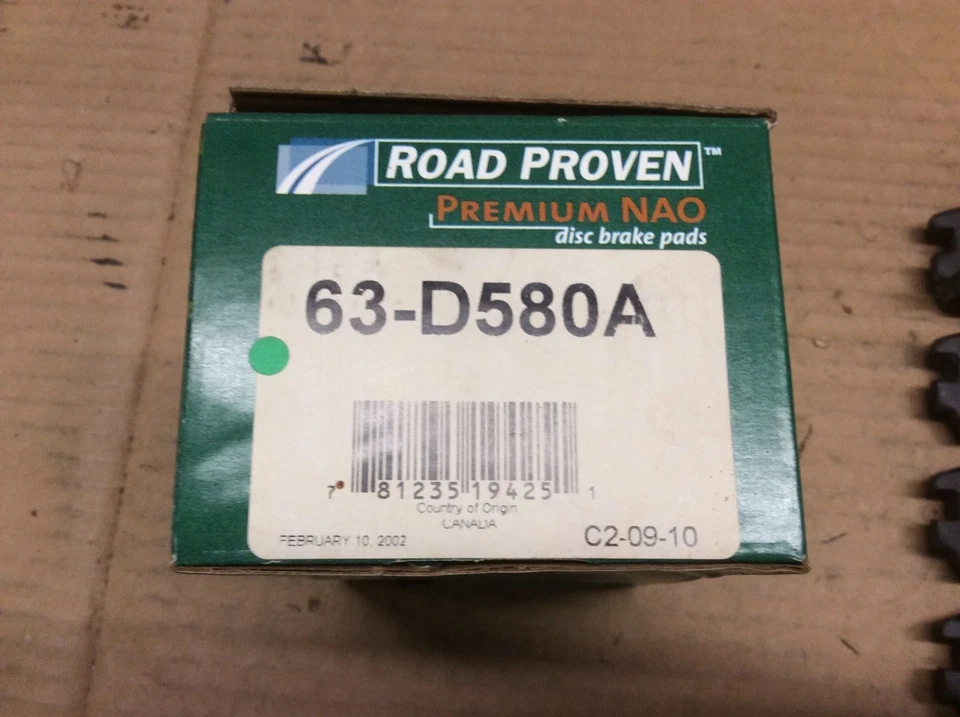 ROAD PROVEN™
PREMIUM NAO
disc brake pads
63-D580A
7 81235 19425 1
Country of Origin
CANADA
FEBRUARY 10, 2002
C2-09-10